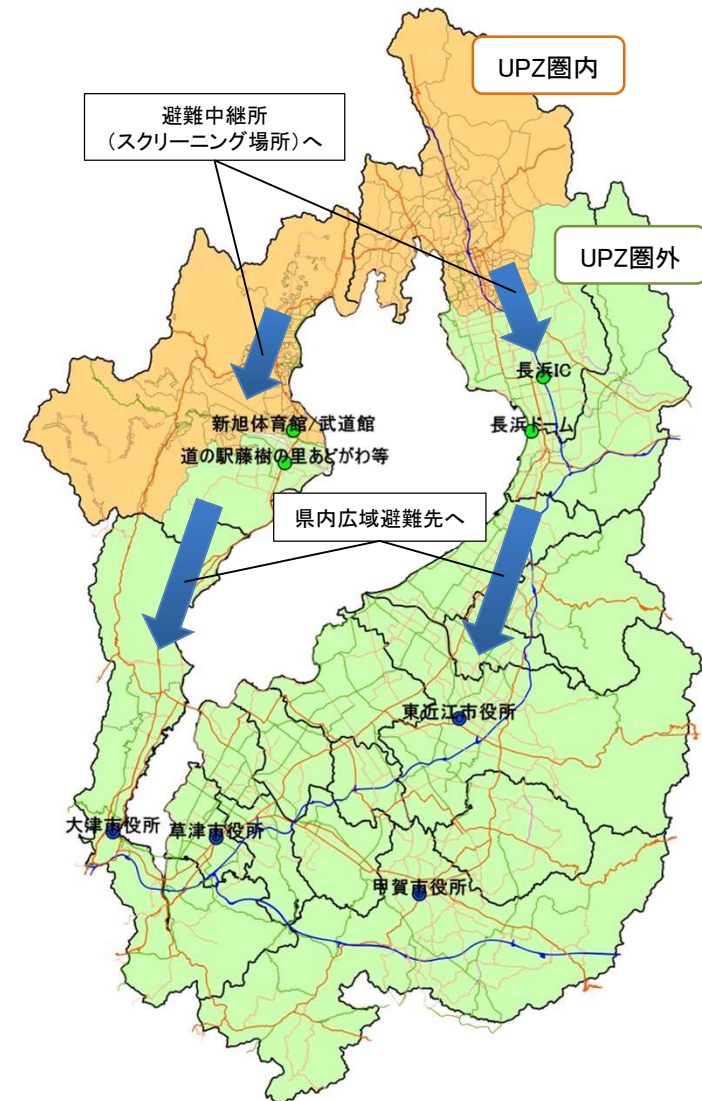 UPZ圏内
避難中継所
(スクリーニング場所)へ
UPZ圏外
長浜IC
新旭体育館/武道館
長浜ドーム
道の駅藤樹の里あどがわ等
県内広域避難先へ
東近江市役所
大津市役所
草津市役所
甲賀市役所